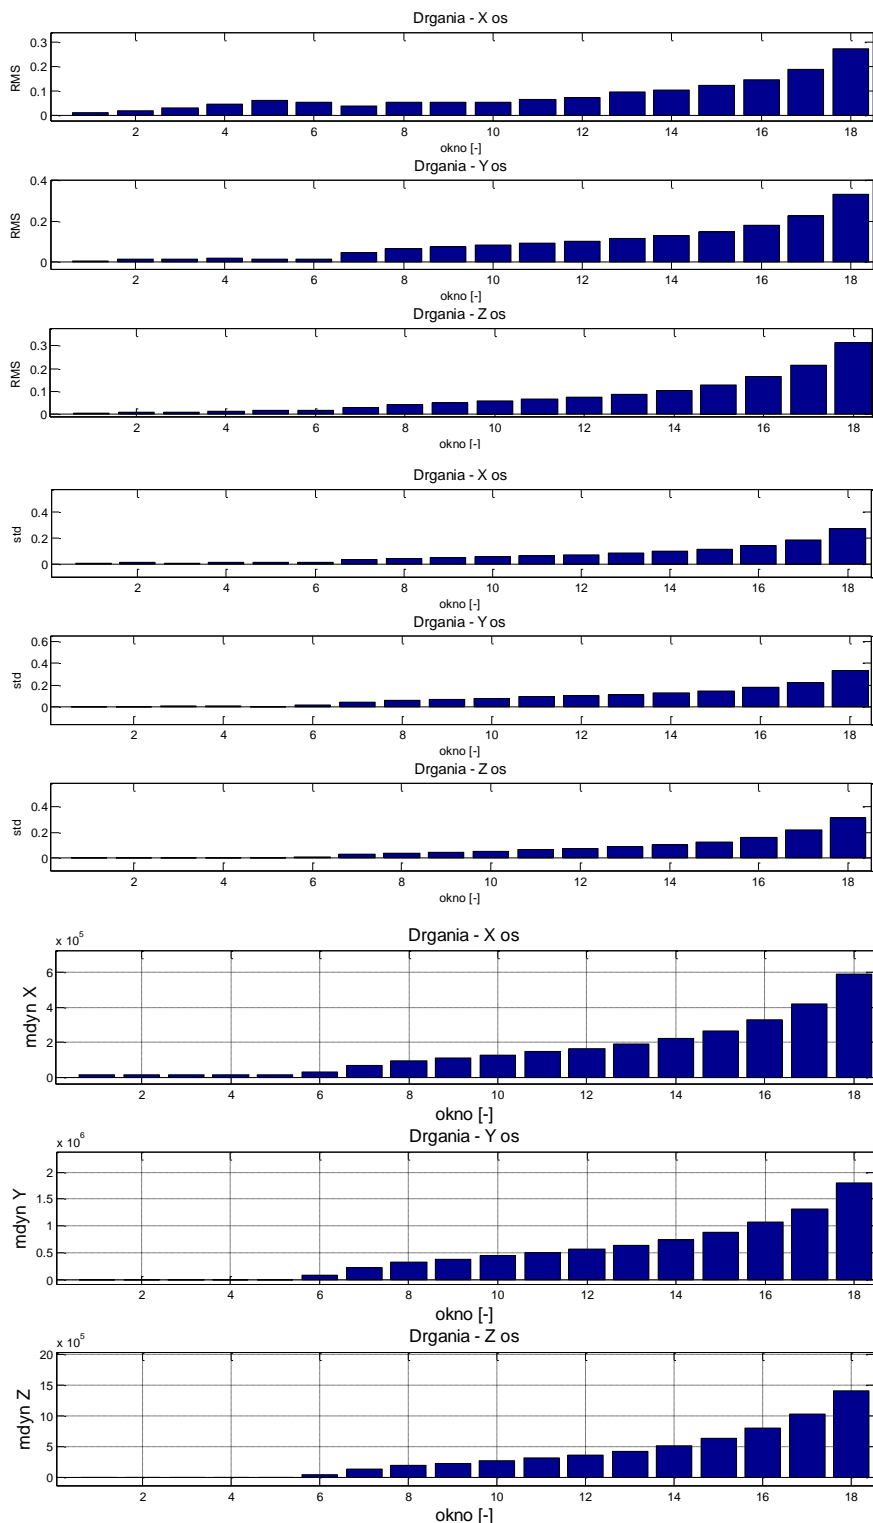 Drgania - X os
RMS
0.3
0.2
0.1
0
2 4 6 8 10 12 14 16 18
okno [-]
Drgania - Y os
RMS
0.4
0.2
0
2 4 6 8 10 12 14 16 18
okno [-]
Drgania - Z os
RMS
0.3
0.2
0.1
0
2 4 6 8 10 12 14 16 18
okno [-]
Drgania - X os
std
0.4
0.2
0
2 4 6 8 10 12 14 16 18
okno [-]
Drgania - Y os
std
0.6
0.4
0.2
0
2 4 6 8 10 12 14 16 18
okno [-]
Drgania - Z os
std
0.4
0.2
0
2 4 6 8 10 12 14 16 18
okno [-]
Drgania - X os
x 10^5
mdyn X
6
4
2
0
2 4 6 8 10 12 14 16 18
okno [-]
Drgania - Y os
x 10^6
mdyn Y
2
1.5
1
0.5
0
2 4 6 8 10 12 14 16 18
okno [-]
Drgania - Z os
x 10^5
mdyn Z
20
15
10
5
0
2 4 6 8 10 12 14 16 18
okno [-]